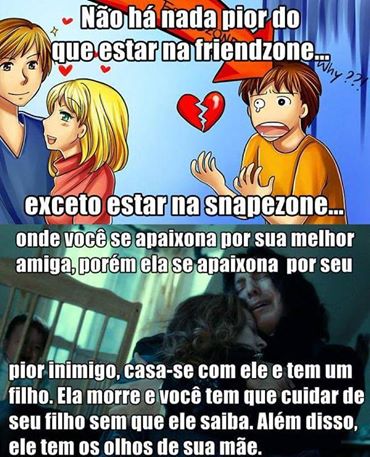 Não há nada pior do
que estar na friendzone...
Why ??!
exceto estar na snapezone...
onde você se apaixona por sua melhor
amiga, porém ela se apaixona por seu
pior inimigo, casa-se com ele e tem um
filho. Ela morre e você tem que cuidar de
seu filho sem que ele saiba. Além disso,
ele tem os olhos de sua mãe.